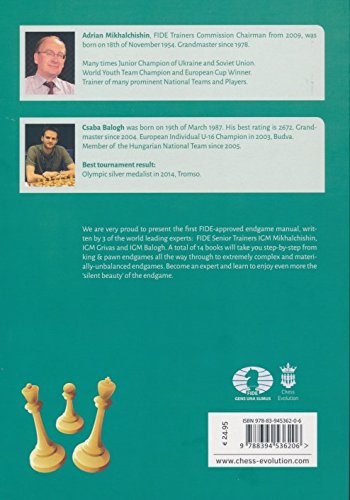 Adrian Mikhalchishin, FIDE Trainers Commission Chairman from 2009, was
born on 18th of November 1954. Grandmaster since 1978.
Many times Junior Champion of Ukraine and Soviet Union.
World Youth Team Champion and European Cup Winner.
Trainer of many prominent National Teams and Players.
Csaba Balogh was born on 19th of March 1987. His best rating is 2672. Grand-
master since 2004. European Individual U-16 Champion in 2003, Budva.
Member of the Hungarian National Team since 2005.
Best tournament result:
Olympic silver medalist in 2014, Tromso.
We are very proud to present the first FIDE-approved endgame manual, writ-
ten by 3 of the world leading experts: FIDE Senior Trainers IGM Mikhalchishin,
IGM Grivas and IGM Balogh. A total of 14 books will take you step-by-step from
king & pawn endgames all the way through to extremely complex and materi-
ally-unbalanced endgames. Become an expert and learn to enjoy even more the
'silent beauty' of the endgame.
FIDE
GENS UNA SUMUS
Chess
Evolution
ISBN 978-83-945362-0-6
€ 24.95
9 788394 536206 >
www.chess-evolution.com